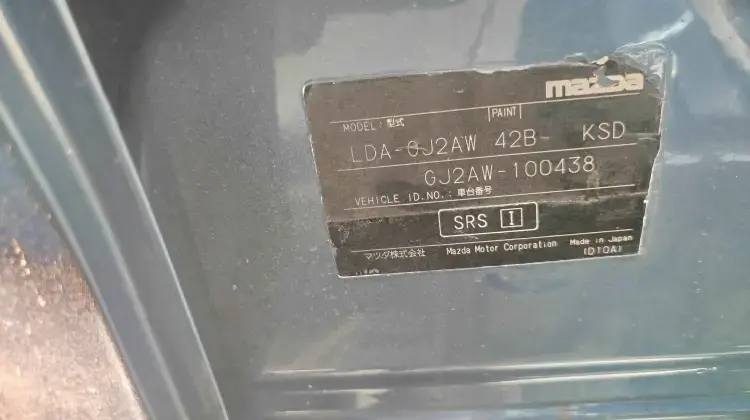 mazda
MODEL: 型式 PAINT
LDA-GJ2AW 42B KSD
GJ2AW-100438
VEHICLE ID.NO.: 車台番号
SRS I
マツダ株式会社 Mazda Motor Corporation Made in Japan
(D10A)